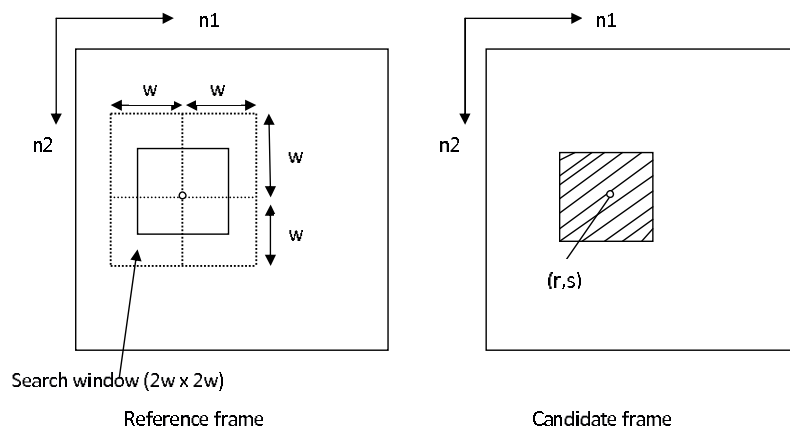 n1
n1
w
w
n2
n2
w
w
(r,s)
Search window (2w x 2w)
Reference frame
Candidate frame